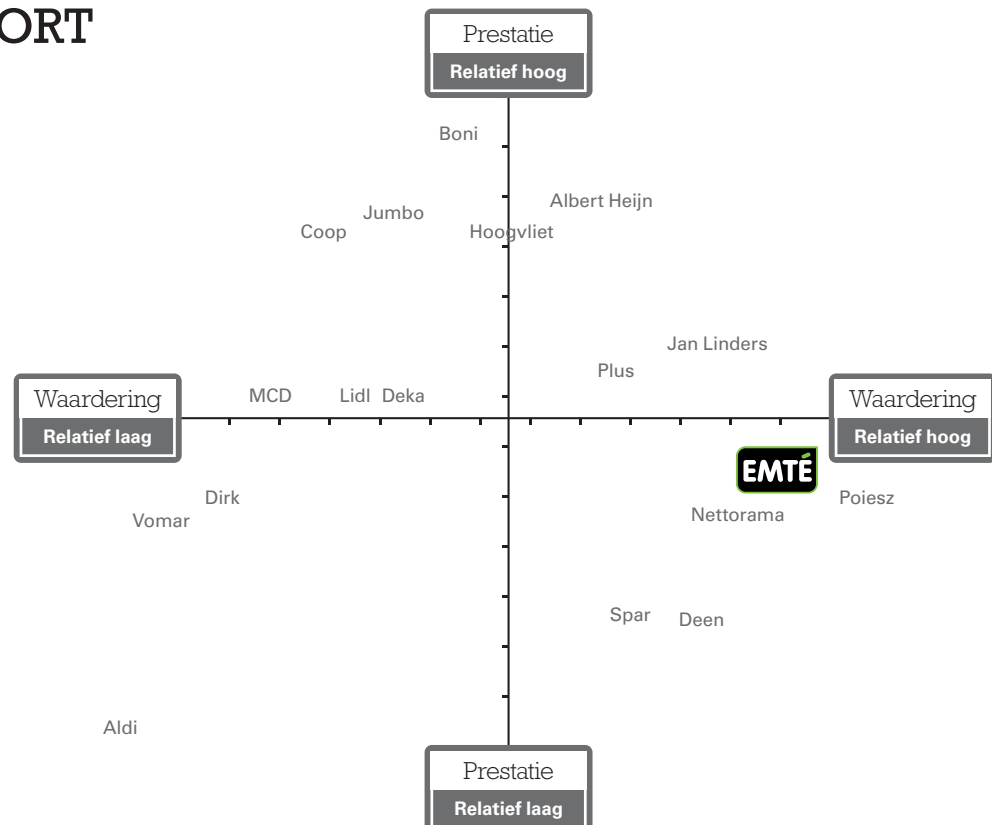 ORT
Prestatie
Relatief hoog
Boni
Albert Heijn
Jumbo
Coop
Hoogvliet
Jan Linders
Plus
Waardering
Relatief laag
MCD
Lidl
Deka
Waardering
Relatief hoog
EMTÉ
Dirk
Poiesz
Vomar
Nettorama
Spar
Deen
Aldi
Prestatie
Relatief laag